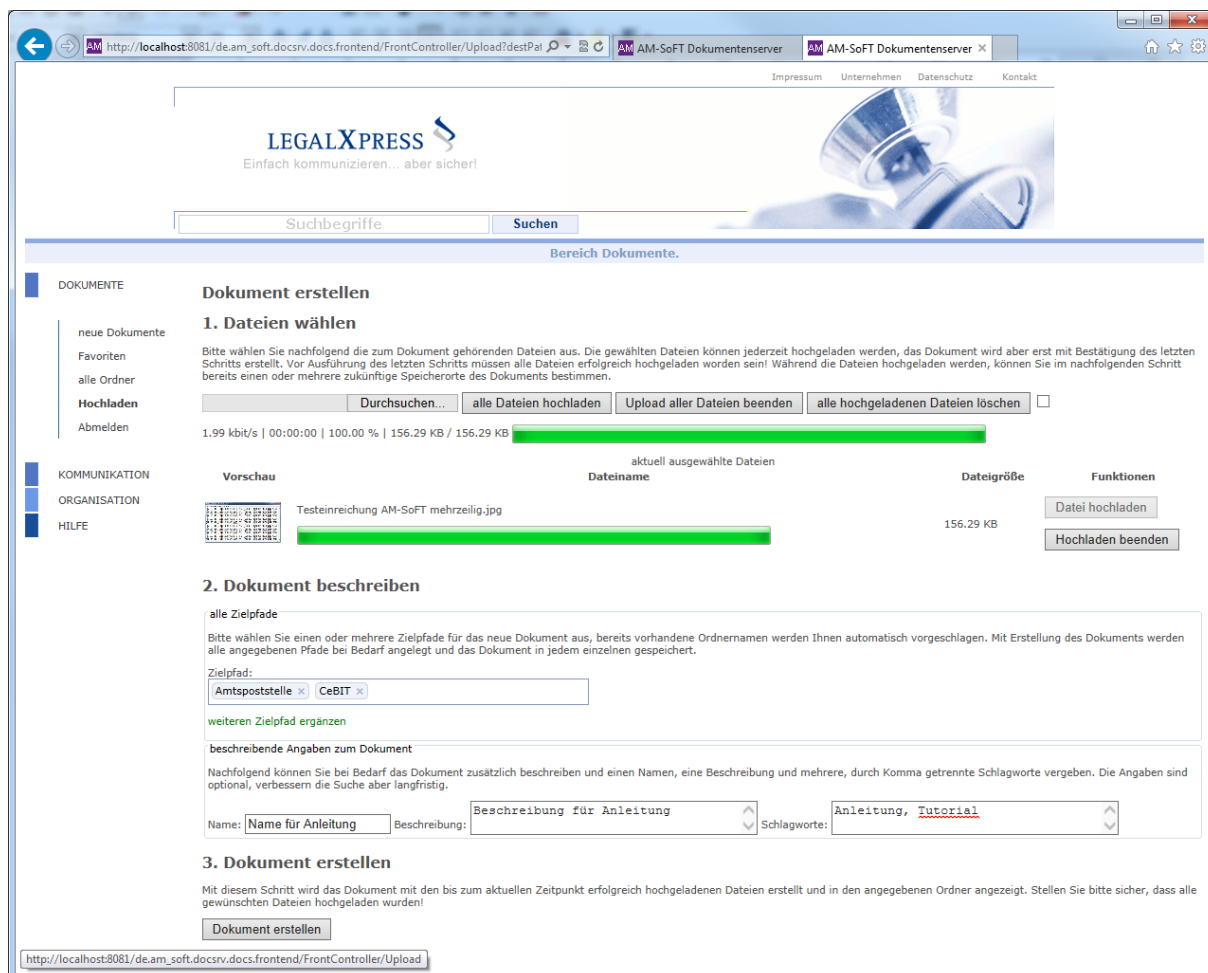 http://localhost:8081/de.am_soft.docsrv.docs.frontend/FrontController/Upload?destPat
AM AM-SoFT Dokumentenserver
AM AM-SoFT Dokumentenserver
Impressum Unternehmen Datenschutz Kontakt
LEGALXPRESS
Einfach kommunizieren... aber sicher!
Suchbegriffe Suchen
Bereich Dokumente.
DOKUMENTE
neue Dokumente
Favoriten
alle Ordner
Hochladen
Abmelden
KOMMUNIKATION
ORGANISATION
HILFE
Dokument erstellen
1. Dateien wählen
Bitte wählen Sie nachfolgend die zum Dokument gehörenden Dateien aus. Die gewählten Dateien können jederzeit hochgeladen werden, das Dokument wird aber erst mit Bestätigung des letzten
Schritts erstellt. Vor Ausführung des letzten Schritts müssen alle Dateien erfolgreich hochgeladen worden sein! Während die Dateien hochgeladen werden, können Sie im nachfolgenden Schritt
bereits einen oder mehrere zukünftige Speicherorte des Dokuments bestimmen.
Durchsuchen... alle Dateien hochladen Upload aller Dateien beenden alle hochgeladenen Dateien löschen
1.99 kbit/s | 00:00:00 | 100.00 % | 156.29 KB / 156.29 KB
aktuell ausgewählte Dateien
Vorschau Dateiname Dateigröße Funktionen
Testeinreichung AM-SoFT mehrzeilig.jpg
156.29 KB
Datei hochladen
Hochladen beenden
2. Dokument beschreiben
alle Zielpfade
Bitte wählen Sie einen oder mehrere Zielpfade für das neue Dokument aus, bereits vorhandene Ordnernamen werden Ihnen automatisch vorgeschlagen. Mit Erstellung des Dokuments werden
alle angegebenen Pfade bei Bedarf angelegt und das Dokument in jedem einzelnen gespeichert.
Zielpfad:
Amtspoststelle × CeBIT ×
weiteren Zielpfad ergänzen
beschreibende Angaben zum Dokument
Nachfolgend können Sie bei Bedarf das Dokument zusätzlich beschreiben und einen Namen, eine Beschreibung und mehrere, durch Komma getrennte Schlagworte vergeben. Die Angaben sind
optional, verbessern die Suche aber langfristig.
Name: Name für Anleitung Beschreibung: Beschreibung für Anleitung Schlagworte: Anleitung, Tutorial
3. Dokument erstellen
Mit diesem Schritt wird das Dokument mit den bis zum aktuellen Zeitpunkt erfolgreich hochgeladenen Dateien erstellt und in den angegebenen Ordner angezeigt. Stellen Sie bitte sicher, dass alle
gewünschten Dateien hochgeladen wurden!
Dokument erstellen
http://localhost:8081/de.am_soft.docsrv.docs.frontend/FrontController/Upload